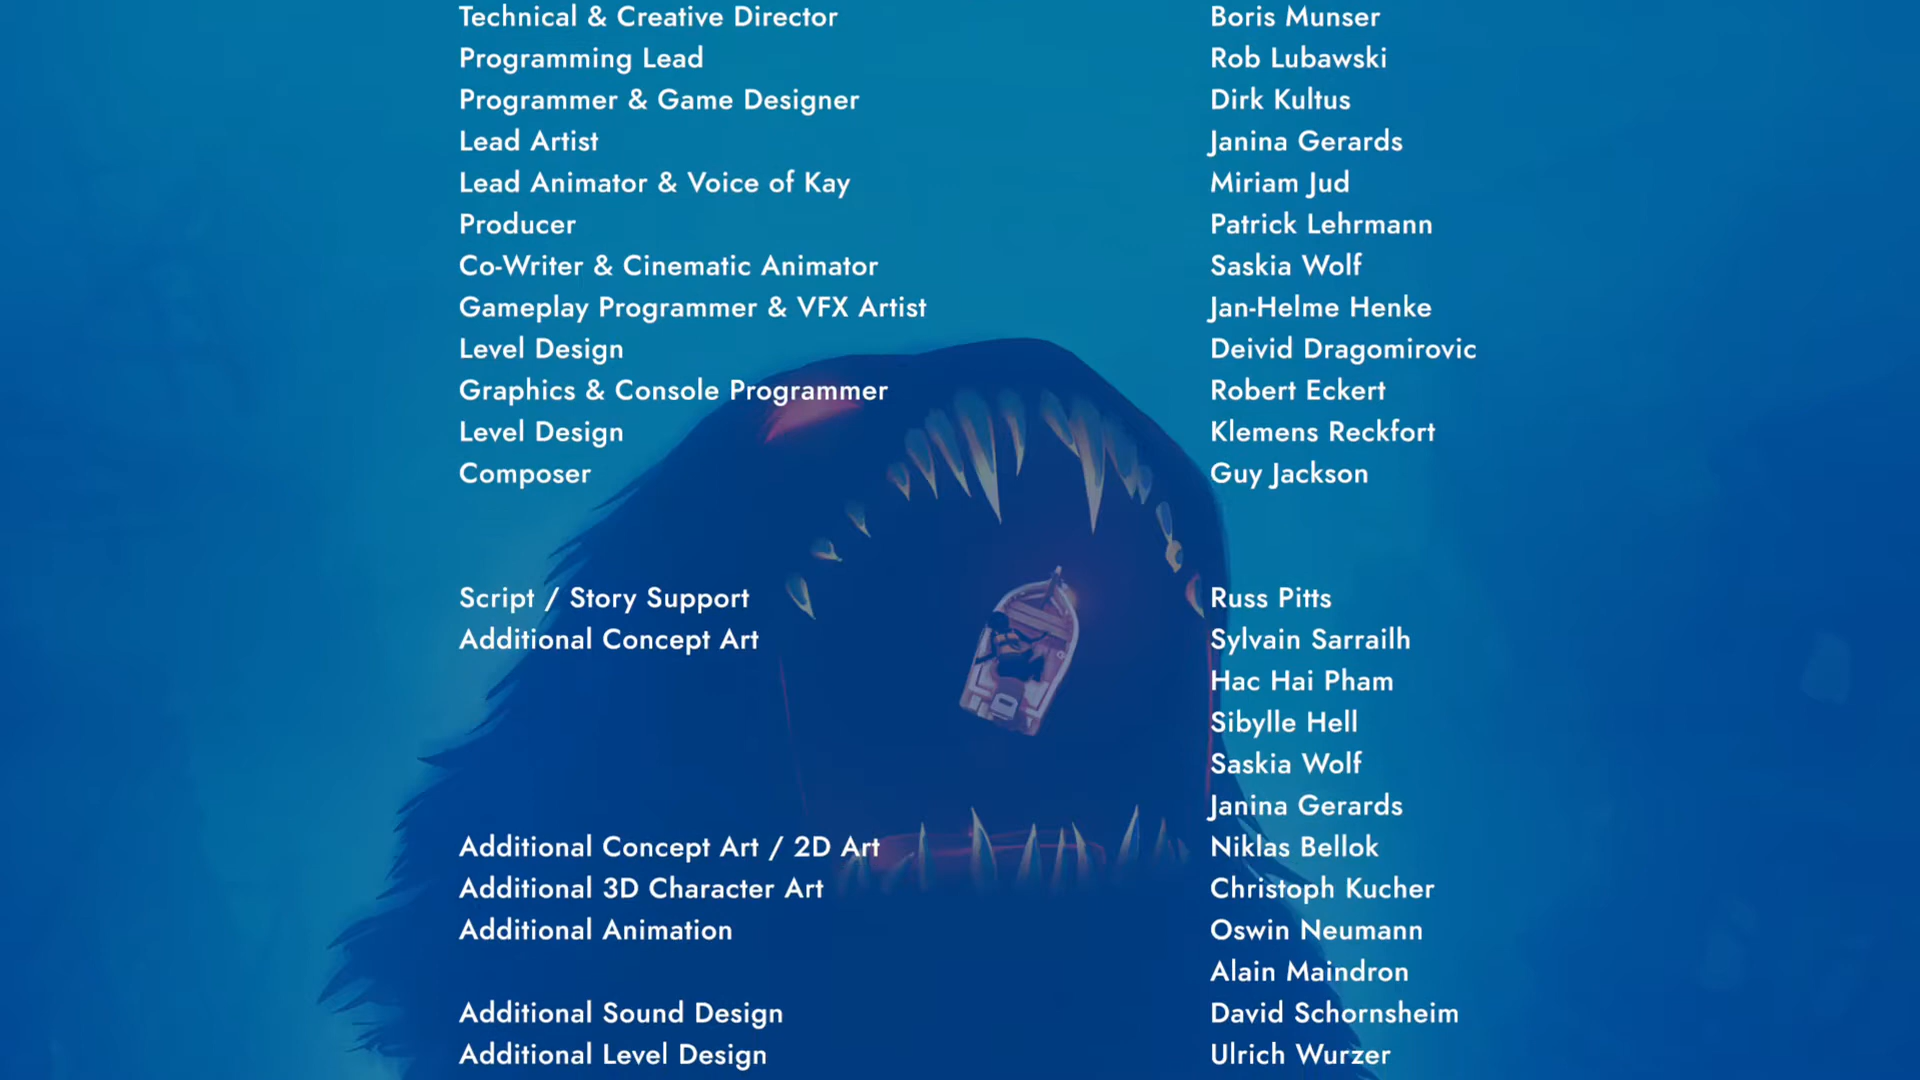 Technical & Creative Director Boris Munser
Programming Lead Rob Lubawski
Programmer & Game Designer Dirk Kultus
Lead Artist Janina Gerards
Lead Animator & Voice of Kay Miriam Jud
Producer Patrick Lehrmann
Co-Writer & Cinematic Animator Saskia Wolf
Gameplay Programmer & VFX Artist Jan-Helme Henke
Level Design Deivid Dragomirovic
Graphics & Console Programmer Robert Eckert
Level Design Klemens Reckfort
Composer Guy Jackson
Script / Story Support Russ Pitts
Additional Concept Art Sylvain Sarrailh
Hac Hai Pham
Sibylle Hell
Saskia Wolf
Janina Gerards
Additional Concept Art / 2D Art Niklas Bellok
Additional 3D Character Art Christoph Kucher
Additional Animation Oswin Neumann
Alain Maindron
Additional Sound Design David Schornsheim
Additional Level Design Ulrich Wurzer